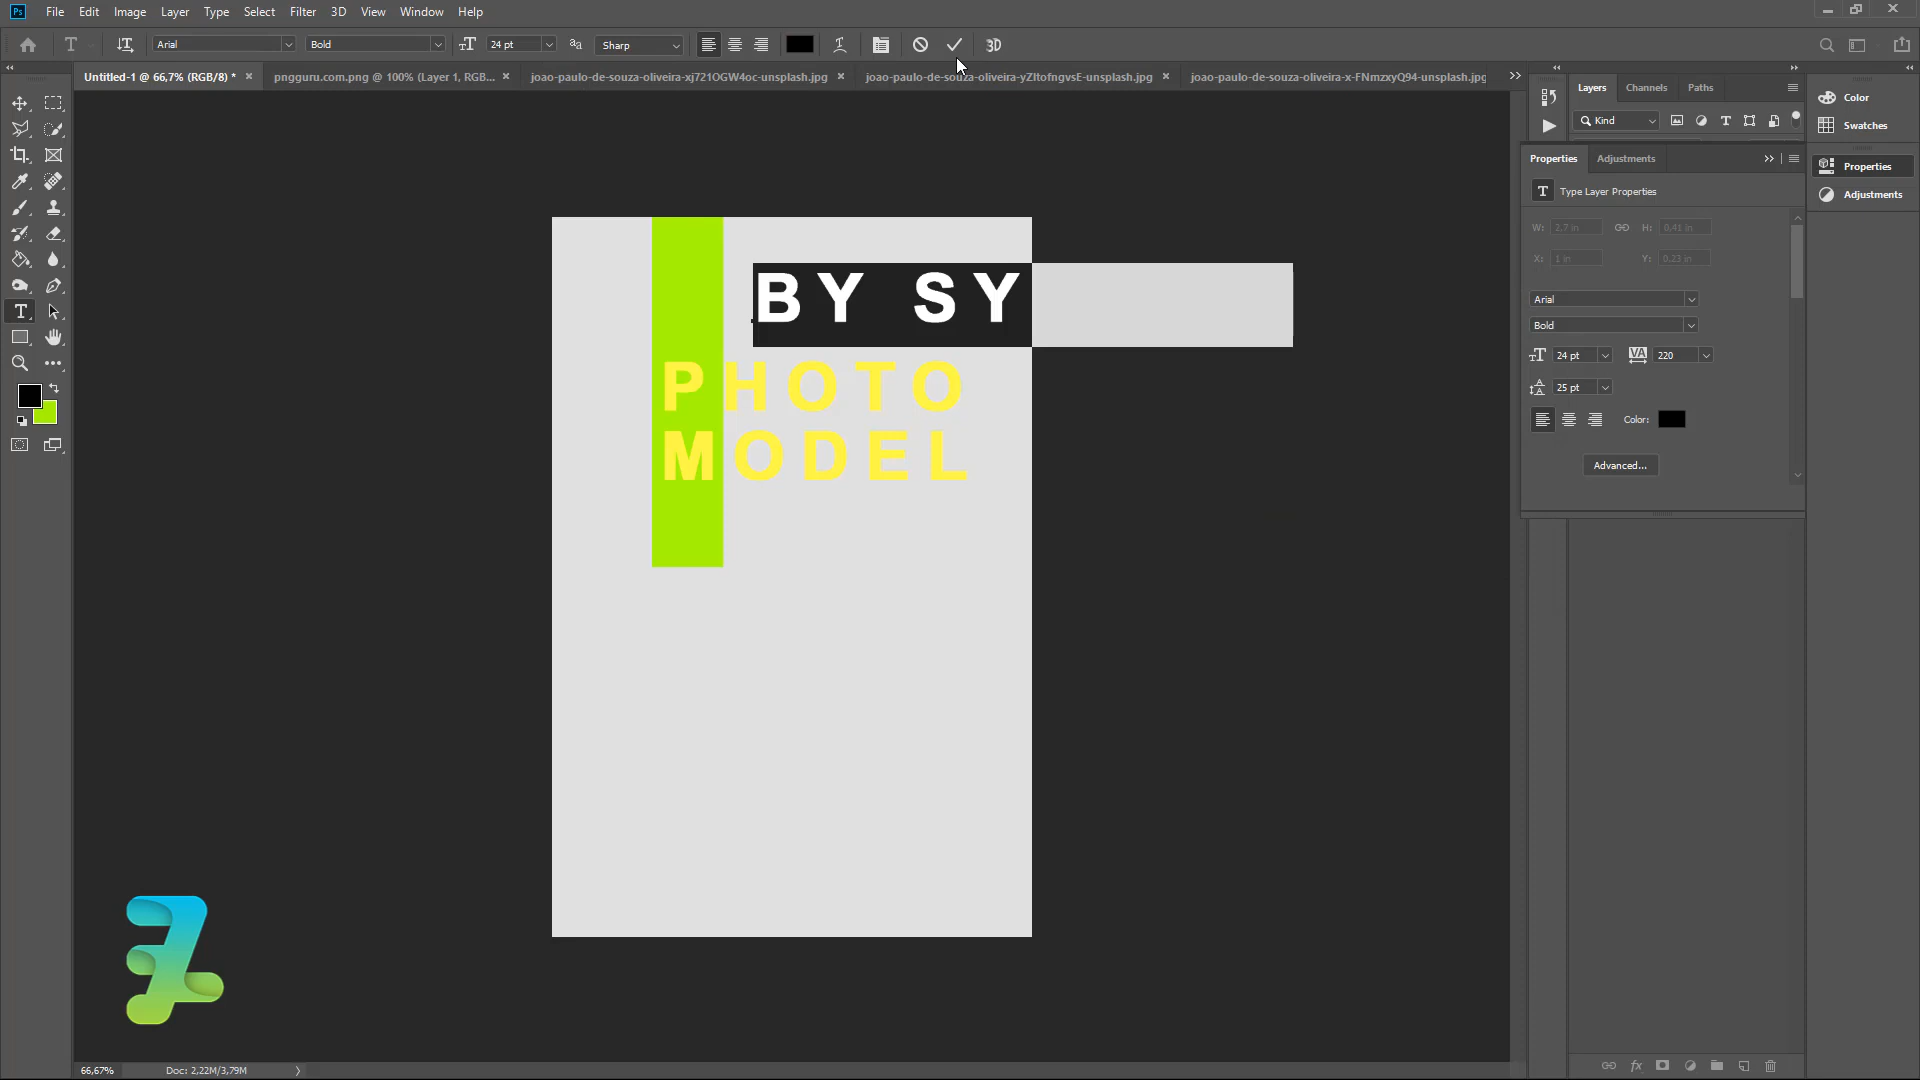 Ps File Edit Image Layer Type Select Filter 3D View Window Help
Arial Bold 24 pt Sharp 3D
Untitled-1 @ 66,7% (RGB/8) * pngguru.com.png @ 100% (Layer 1, RGB... joao-paulo-de-souza-oliveira-xj721OGW4oc-unsplash.jpg joao-paulo-de-souza-oliveira-yZItofngvsE-unsplash.jpg joao-paulo-de-souza-oliveira-x-FNmzxyQ94-unsplash.jpg
Layers Channels Paths
Kind
Color
Swatches
Properties
Adjustments
Properties Adjustments
Type Layer Properties
W: 2,7 in H: 0,41 in
X: 1 in Y: 0,23 in
Arial
Bold
24 pt VA 220
25 pt
Color:
Advanced...
BY SY
PHOTO
MODEL
66,67% Doc: 2,22M/3,79M